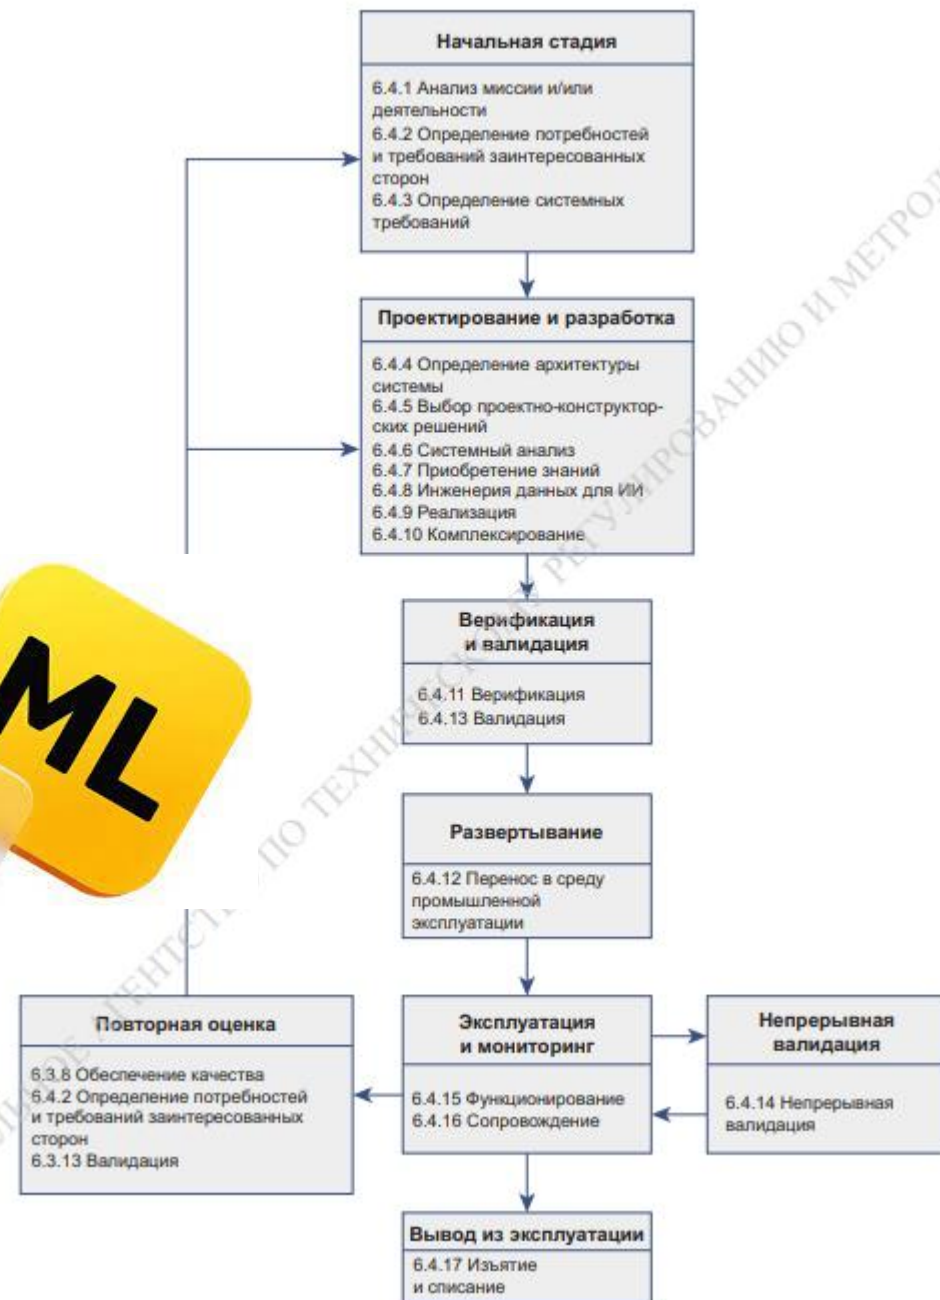 Начальная стадия
6.4.1 Анализ миссии и/или
деятельности
6.4.2 Определение потребностей
и требований заинтересованных
сторон
6.4.3 Определение системных
требований
Проектирование и разработка
6.4.4 Определение архитектуры
системы
6.4.5 Выбор проектно-конструктор-
ских решений
6.4.6 Системный анализ
6.4.7 Приобретение знаний
6.4.8 Инженерия данных для ИИ
6.4.9 Реализация
6.4.10 Комплексирование
ML
Верификация
и валидация
6.4.11 Верификация
6.4.13 Валидация
Развертывание
6.4.12 Перенос в среду
промышленной
эксплуатации
Повторная оценка
6.3.8 Обеспечение качества
6.4.2 Определение потребностей
и требований заинтересованных
сторон
6.3.13 Валидация
Эксплуатация
и мониторинг
6.4.15 Функционирование
6.4.16 Сопровождение
Непрерывная
валидация
6.4.14 Непрерывная
валидация
Вывод из эксплуатации
6.4.17 Изъятие
и списание
ПО ТЕХНИЧЕСКОМУ РЕГУЛИРОВАНИЮ И